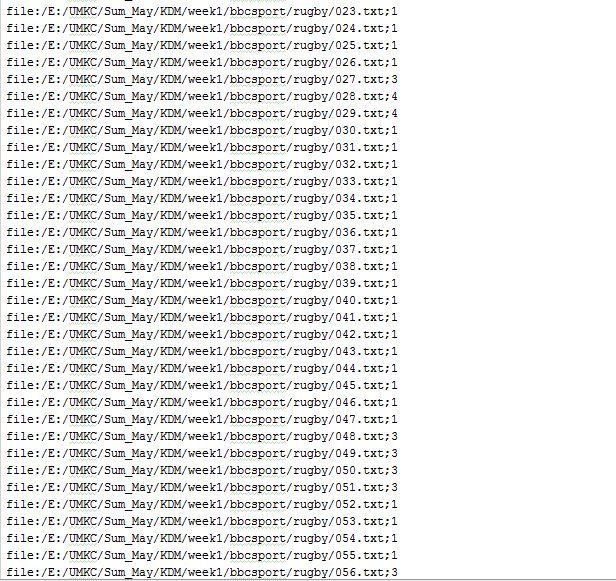 file:/E:/UMKC/Sum_May/KDM/week1/bbcsport/rugby/023.txt;1
file:/E:/UMKC/Sum_May/KDM/week1/bbcsport/rugby/024.txt;1
file:/E:/UMKC/Sum_May/KDM/week1/bbcsport/rugby/025.txt;1
file:/E:/UMKC/Sum_May/KDM/week1/bbcsport/rugby/026.txt;1
file:/E:/UMKC/Sum_May/KDM/week1/bbcsport/rugby/027.txt;3
file:/E:/UMKC/Sum_May/KDM/week1/bbcsport/rugby/028.txt;4
file:/E:/UMKC/Sum_May/KDM/week1/bbcsport/rugby/029.txt;4
file:/E:/UMKC/Sum_May/KDM/week1/bbcsport/rugby/030.txt;1
file:/E:/UMKC/Sum_May/KDM/week1/bbcsport/rugby/031.txt;1
file:/E:/UMKC/Sum_May/KDM/week1/bbcsport/rugby/032.txt;1
file:/E:/UMKC/Sum_May/KDM/week1/bbcsport/rugby/033.txt;1
file:/E:/UMKC/Sum_May/KDM/week1/bbcsport/rugby/034.txt;1
file:/E:/UMKC/Sum_May/KDM/week1/bbcsport/rugby/035.txt;1
file:/E:/UMKC/Sum_May/KDM/week1/bbcsport/rugby/036.txt;1
file:/E:/UMKC/Sum_May/KDM/week1/bbcsport/rugby/037.txt;1
file:/E:/UMKC/Sum_May/KDM/week1/bbcsport/rugby/038.txt;1
file:/E:/UMKC/Sum_May/KDM/week1/bbcsport/rugby/039.txt;1
file:/E:/UMKC/Sum_May/KDM/week1/bbcsport/rugby/040.txt;1
file:/E:/UMKC/Sum_May/KDM/week1/bbcsport/rugby/041.txt;1
file:/E:/UMKC/Sum_May/KDM/week1/bbcsport/rugby/042.txt;1
file:/E:/UMKC/Sum_May/KDM/week1/bbcsport/rugby/043.txt;1
file:/E:/UMKC/Sum_May/KDM/week1/bbcsport/rugby/044.txt;1
file:/E:/UMKC/Sum_May/KDM/week1/bbcsport/rugby/045.txt;1
file:/E:/UMKC/Sum_May/KDM/week1/bbcsport/rugby/046.txt;1
file:/E:/UMKC/Sum_May/KDM/week1/bbcsport/rugby/047.txt;1
file:/E:/UMKC/Sum_May/KDM/week1/bbcsport/rugby/048.txt;3
file:/E:/UMKC/Sum_May/KDM/week1/bbcsport/rugby/049.txt;3
file:/E:/UMKC/Sum_May/KDM/week1/bbcsport/rugby/050.txt;3
file:/E:/UMKC/Sum_May/KDM/week1/bbcsport/rugby/051.txt;3
file:/E:/UMKC/Sum_May/KDM/week1/bbcsport/rugby/052.txt;1
file:/E:/UMKC/Sum_May/KDM/week1/bbcsport/rugby/053.txt;1
file:/E:/UMKC/Sum_May/KDM/week1/bbcsport/rugby/054.txt;1
file:/E:/UMKC/Sum_May/KDM/week1/bbcsport/rugby/055.txt;1
file:/E:/UMKC/Sum_May/KDM/week1/bbcsport/rugby/056.txt;3